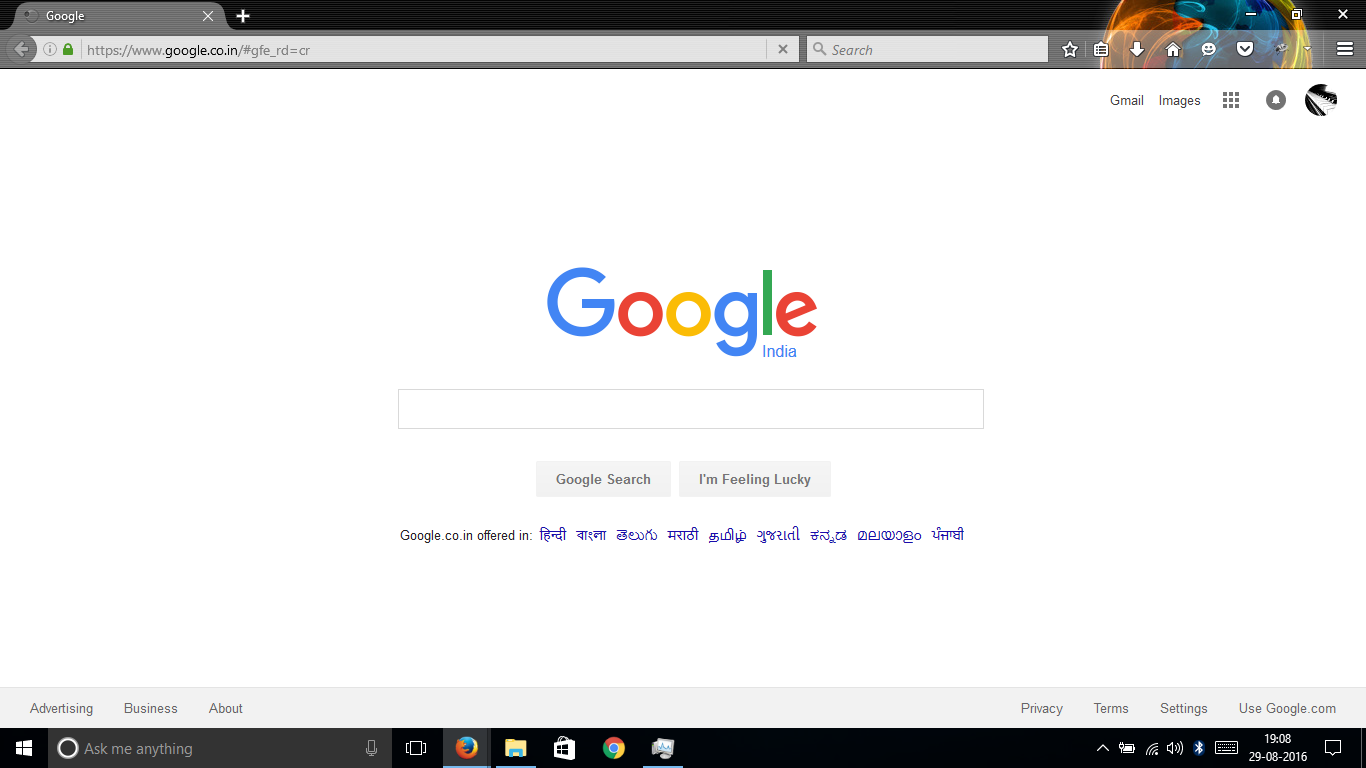 Google
https://www.google.co.in/#gfe_rd=cr
Search
Gmail Images
Google
India
Google Search I'm Feeling Lucky
Google.co.in offered in: हिन्दी বাংলা తెలుగు मराठी தமிழ் ગુજરાતી ಕನ್ನಡ മലയാളം ਪੰਜਾਬੀ
Advertising Business About Privacy Terms Settings Use Google.com
Ask me anything
19:08
29-08-2016